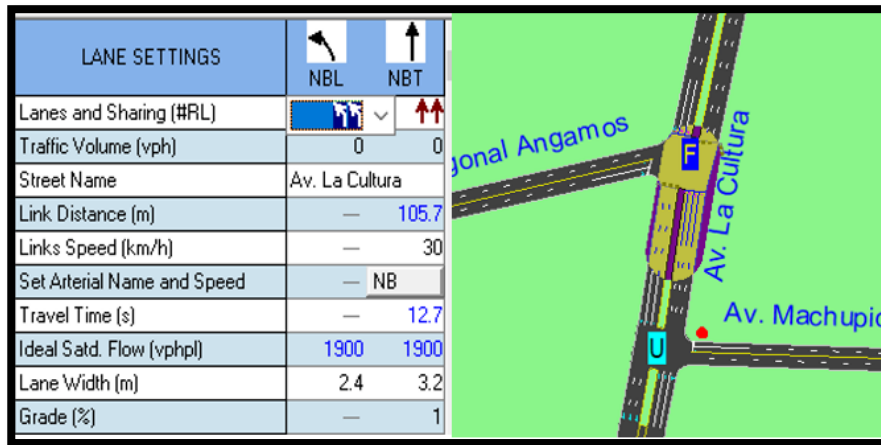 LANE SETTINGS
NBL NBT
Lanes and Sharing (#RL)
Traffic Volume (vph) 0 0
Street Name Av. La Cultura
Link Distance (m) — 105.7
Links Speed (km/h) — 30
Set Arterial Name and Speed — NB
Travel Time (s) — 12.7
Ideal Satd. Flow (vphpl) 1900 1900
Lane Width (m) 2.4 3.2
Grade (%) — 1
gonal Angamos
F
Av. La Cultura
U
Av. Machupic